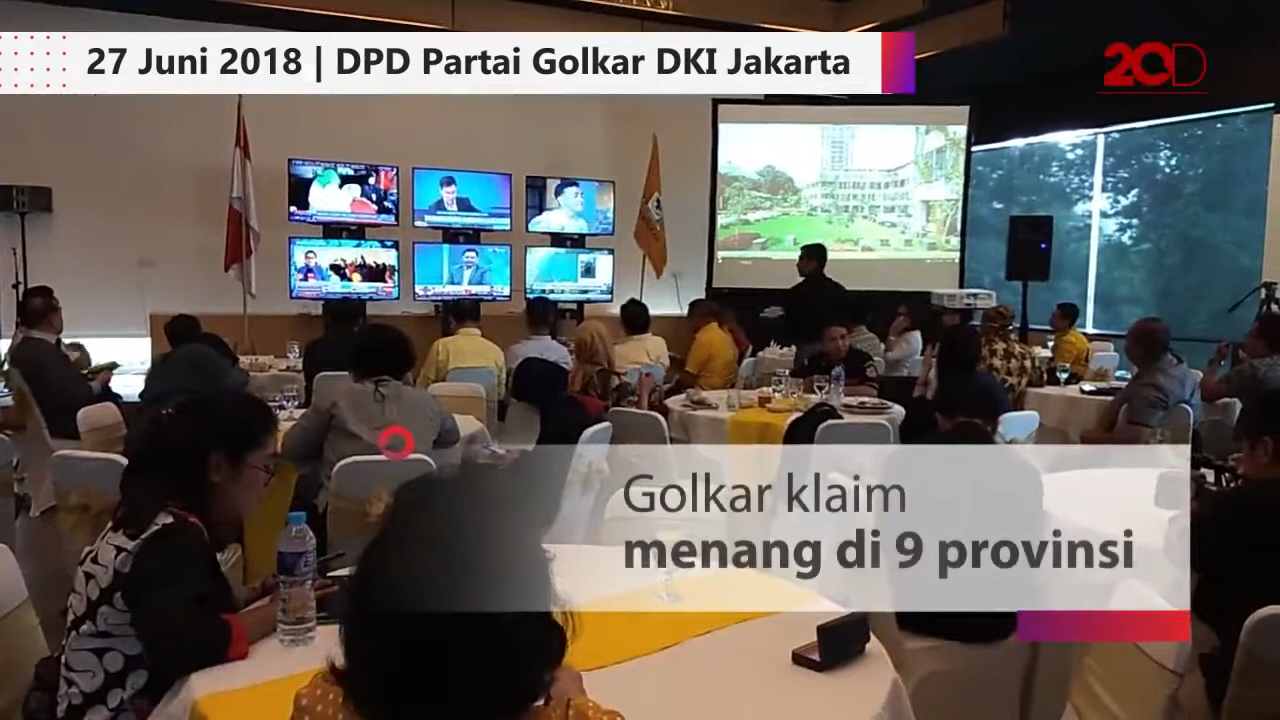 27 Juni 2018 | DPD Partai Golkar DKI Jakarta
20D
Golkar klaim
menang di 9 provinsi